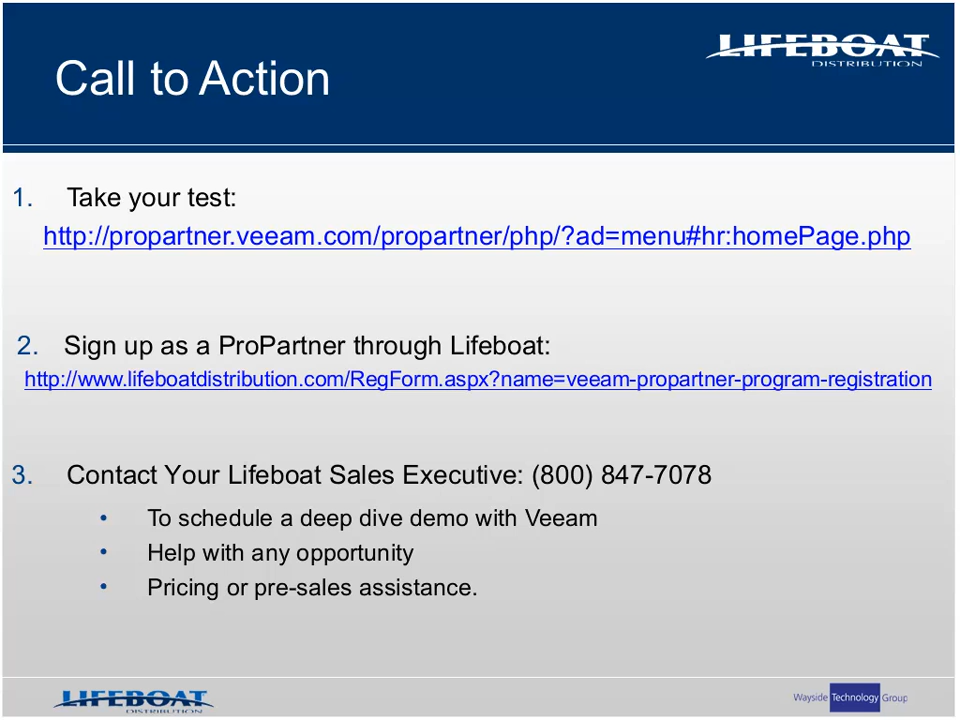 Call to Action
LIFEBOAT®
DISTRIBUTION
1. Take your test:
http://propartner.veeam.com/propartner/php/?ad=menu#hr:homePage.php
2. Sign up as a ProPartner through Lifeboat:
http://www.lifeboatdistribution.com/RegForm.aspx?name=veeam-propartner-program-registration
3. Contact Your Lifeboat Sales Executive: (800) 847-7078
• To schedule a deep dive demo with Veeam
• Help with any opportunity
• Pricing or pre-sales assistance.
LIFEBOAT
DISTRIBUTION
Wayside Technology Group